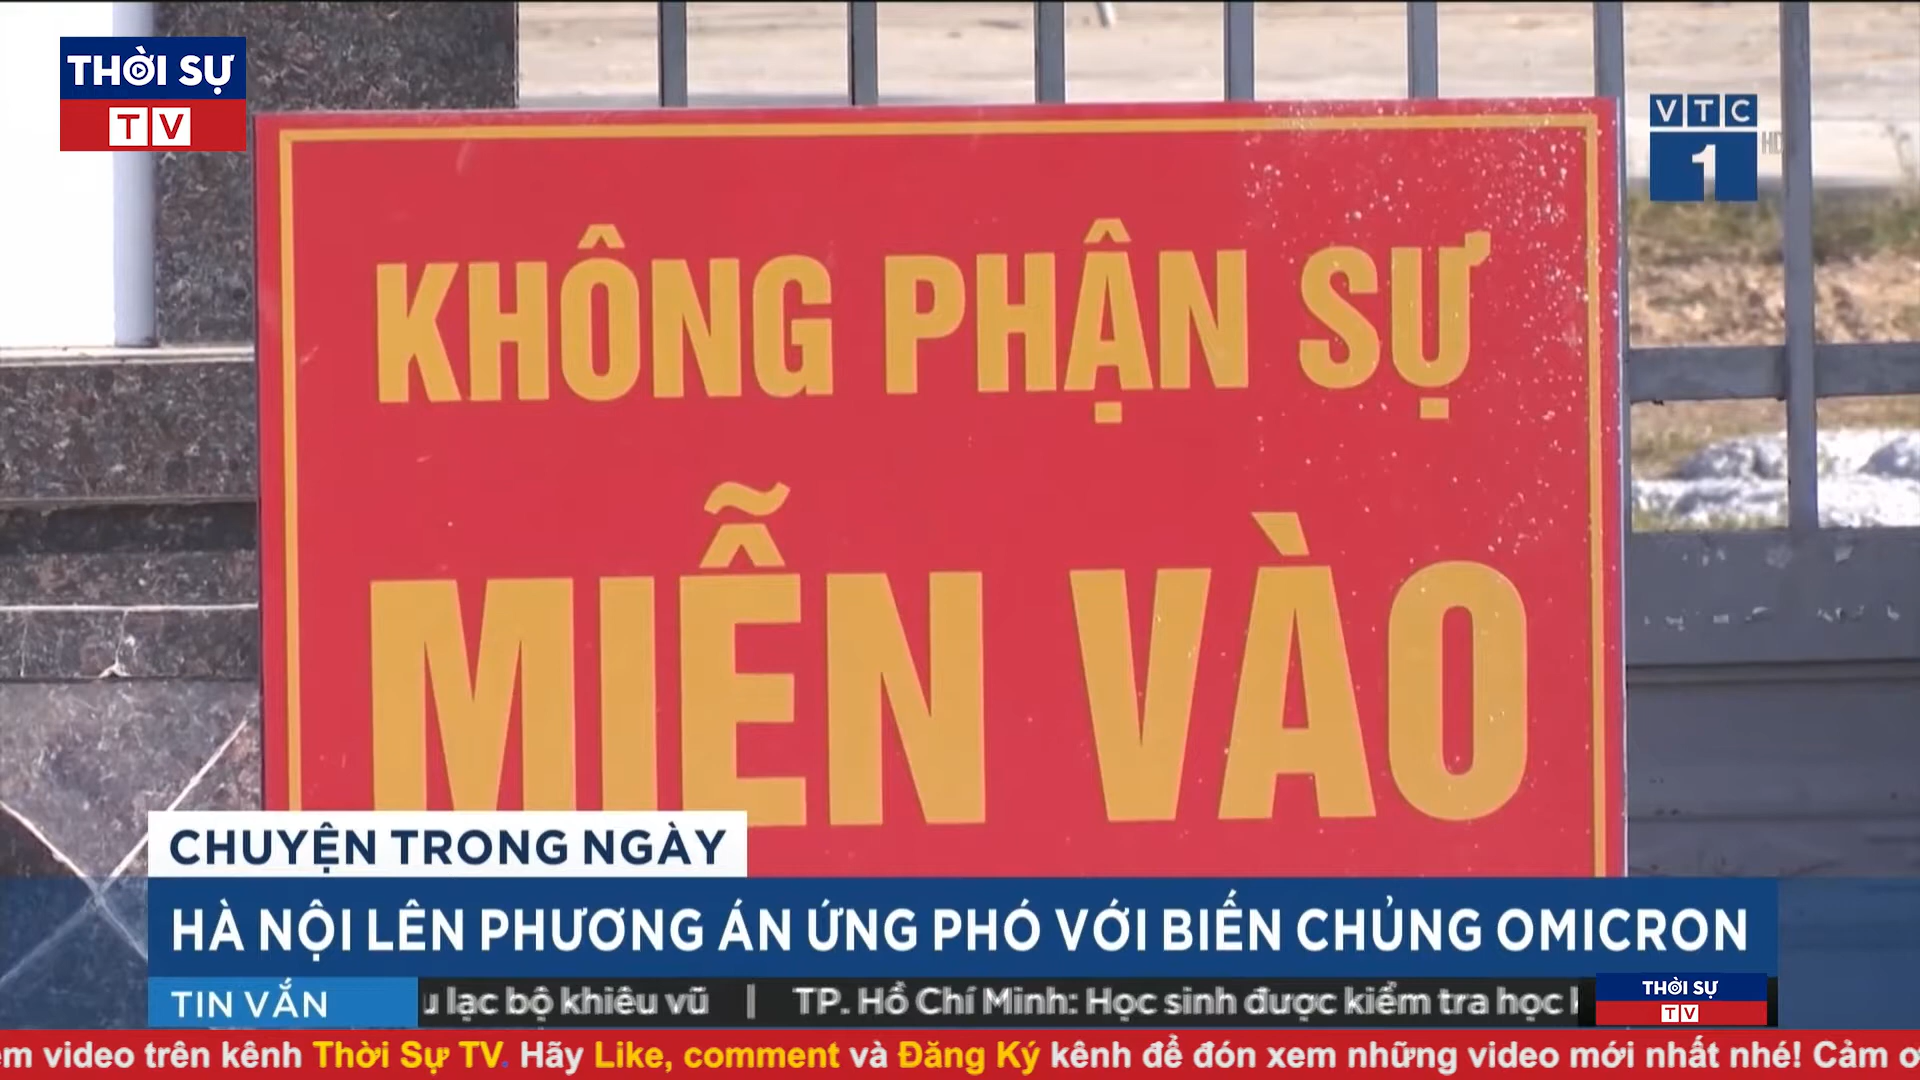 THỜI SỰ
TV
VTC
1
HD
KHÔNG PHẬN SỰ
MIỄN VÀO
CHUYỆN TRONG NGÀY
HÀ NỘI LÊN PHƯƠNG ÁN ỨNG PHÓ VỚI BIẾN CHỦNG OMICRON
TIN VẮN
lạc bộ khiêu vũ | TP. Hồ Chí Minh: Học sinh được kiểm tra học
THỜI SỰ
TV
video trên kênh Thời Sự TV. Hãy Like, comment và Đăng Ký kênh để đón xem những video mới nhất nhé! Cảm